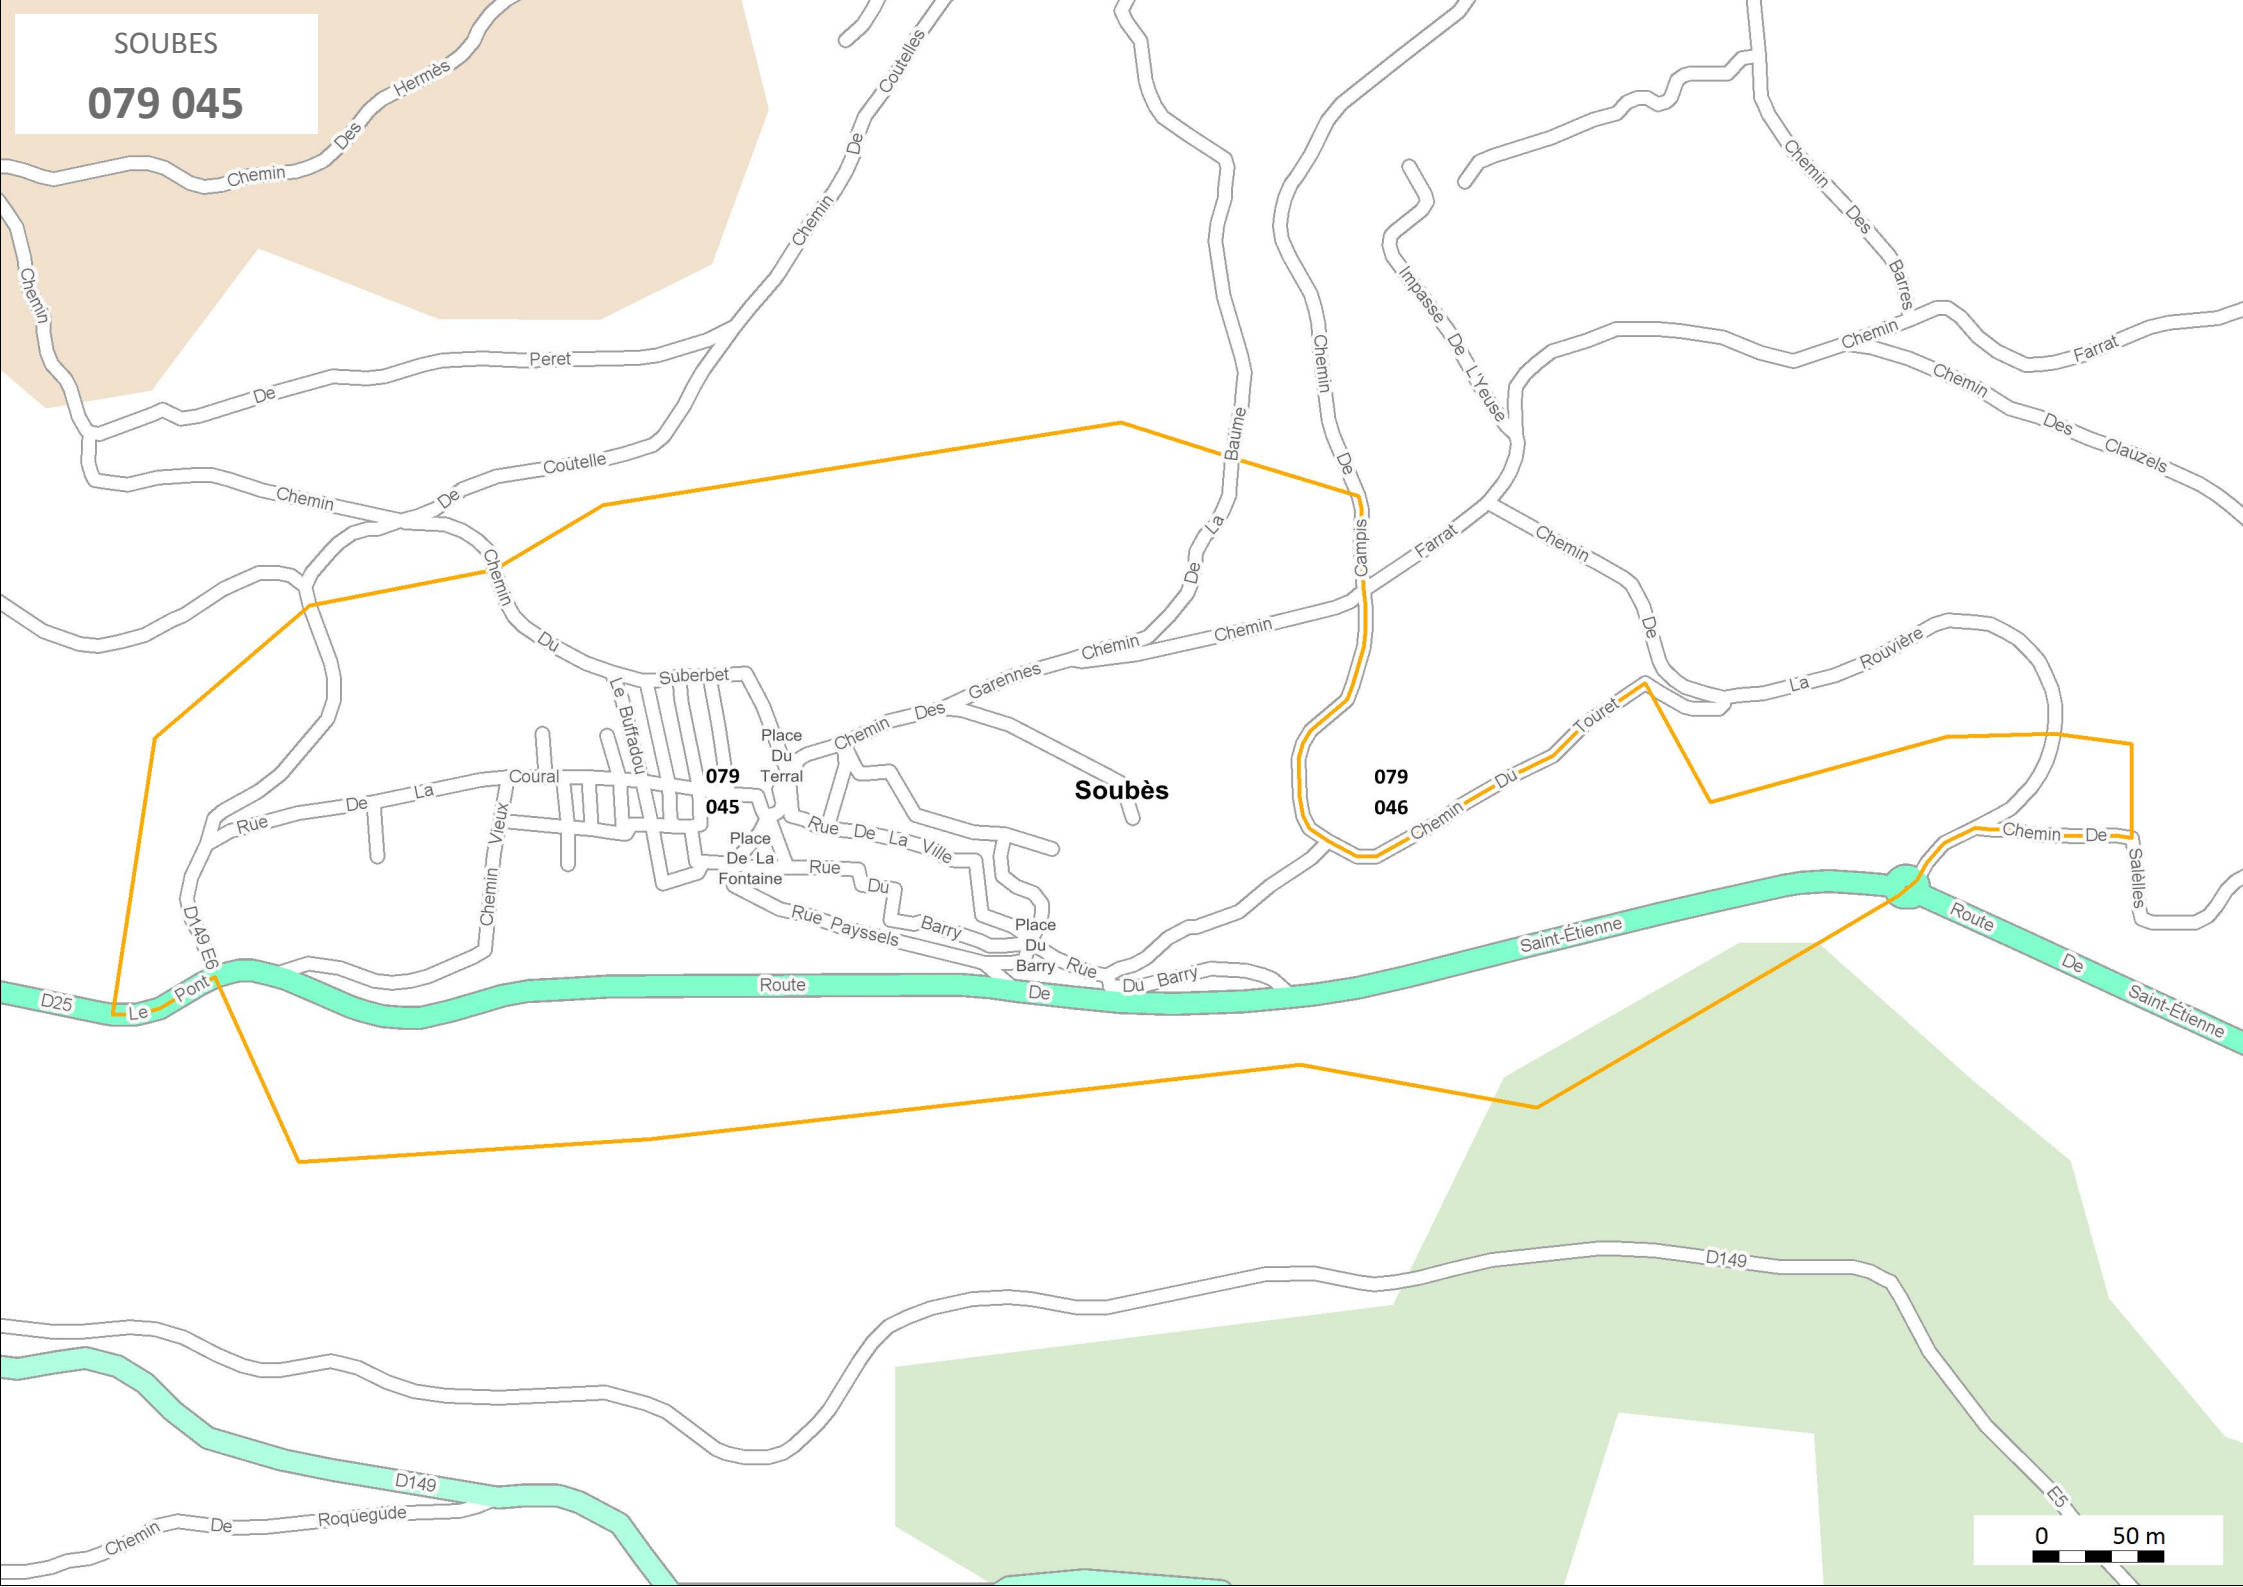 SOUBES
079 045
Chemin Des Hermès
Chemin De Coutelles
Chemin
De Peret
Chemin De Coutelle
Chemin Du Suberbet
Le Buffadou
Chemin De La Baume
Chemin De Campis
Impasse De L'Yeuse
Chemin Des Barres
Chemin Farrat
Chemin Des Clauzels
Chemin Farrat
Chemin De La Rouvière
Chemin
Chemin Des Garennes
Place
Du
Terral
079
045
Soubès
079
046
Chemin Du Touret
Rue De La Coural
Chemin Vieux
Place
De La
Fontaine
Rue De La Ville
Rue Du Barry
Rue Payssels
Place
Du
Barry
Rue Du Barry
Chemin De Salèlles
D149 E6
D25
Le Pont
Route De Saint-Étienne
Route De Saint-Étienne
D149
E5
D149
Chemin De Roquegude
0 50 m